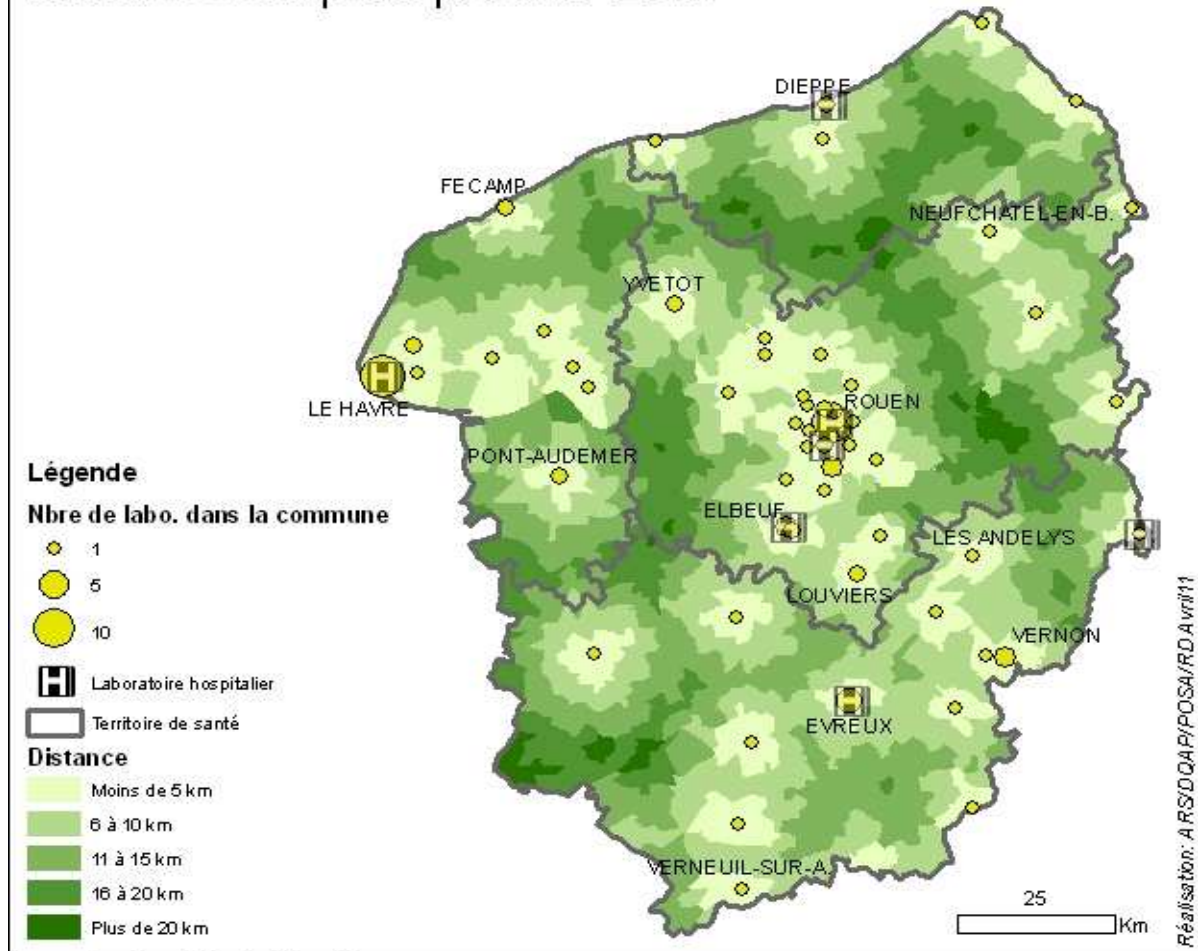 DIEPPE
FECAMP
NEUFCHATEL-EN-B.
YVETOT
ROUEN
LE HAVRE
PONT-AUDEMER
ELBEUF
LES ANDELYS
LOUVIERS
VERNON
EVREUX
VERNEUIL-SUR-A.
Légende
Nbre de labo. dans la commune
1
5
10
H Laboratoire hospitalier
Territoire de santé
Distance
Moins de 5 km
6 à 10 km
11 à 15 km
16 à 20 km
Plus de 20 km
25
Km
Réalisation: ARS/DQAP/POSA/RD Avril11